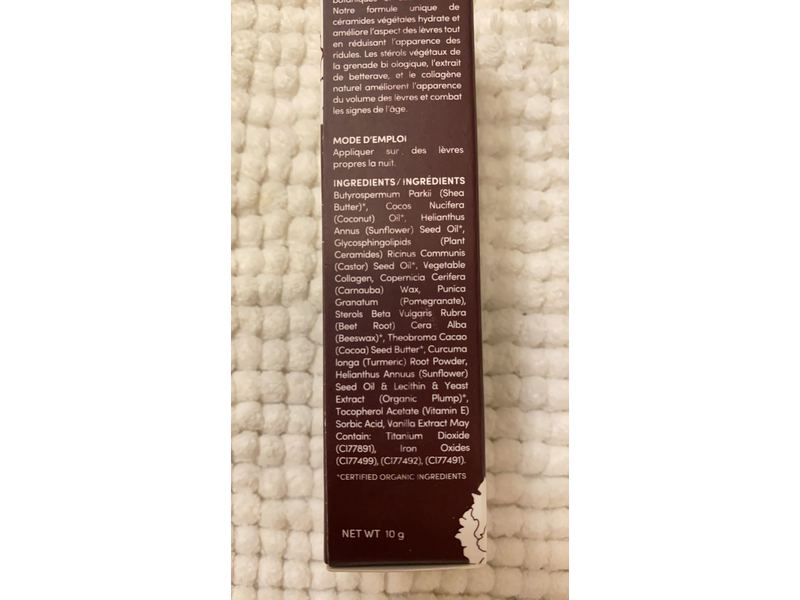 Notre formule unique de
céramides végétales hydrate et
améliore l'aspect des lèvres tout
en réduisant l'apparence des
ridules. Les stérols végétaux de
la grenade bi ologique, l'extrait
de betterave, et le collagène
naturel améliorent l'apparence
du volume des lèvres et combat
les signes de l'âge.
MODE D'EMPLOI
Appliquer sur des lèvres
propres la nuit.
INGREDIENTS/INGRÉDIENTS
Butyrospermum Parkii (Shea
Butter)*, Cocos Nucifera
(Coconut) Oil*, Helianthus
Annus (Sunflower) Seed Oil*,
Glycosphingolipids (Plant
Ceramides) Ricinus Communis
(Castor) Seed Oil*, Vegetable
Collagen, Copernicia Cerifera
(Carnauba) Wax, Punica
Granatum (Pomegranate),
Sterols Beta Vulgaris Rubra
(Beet Root) Cera Alba
(Beeswax)*, Theobroma Cacao
(Cocoa) Seed Butter*, Curcuma
longa (Turmeric) Root Powder,
Helianthus Annuus (Sunflower)
Seed Oil & Lecithin & Yeast
Extract (Organic Plump)*,
Tocopherol Acetate (Vitamin E)
Sorbic Acid, Vanilla Extract May
Contain: Titanium Dioxide
(CI77891), Iron Oxides
(CI77499), (CI77492), (CI77491).
*CERTIFIED ORGANIC INGREDIENTS
NET WT 10 g